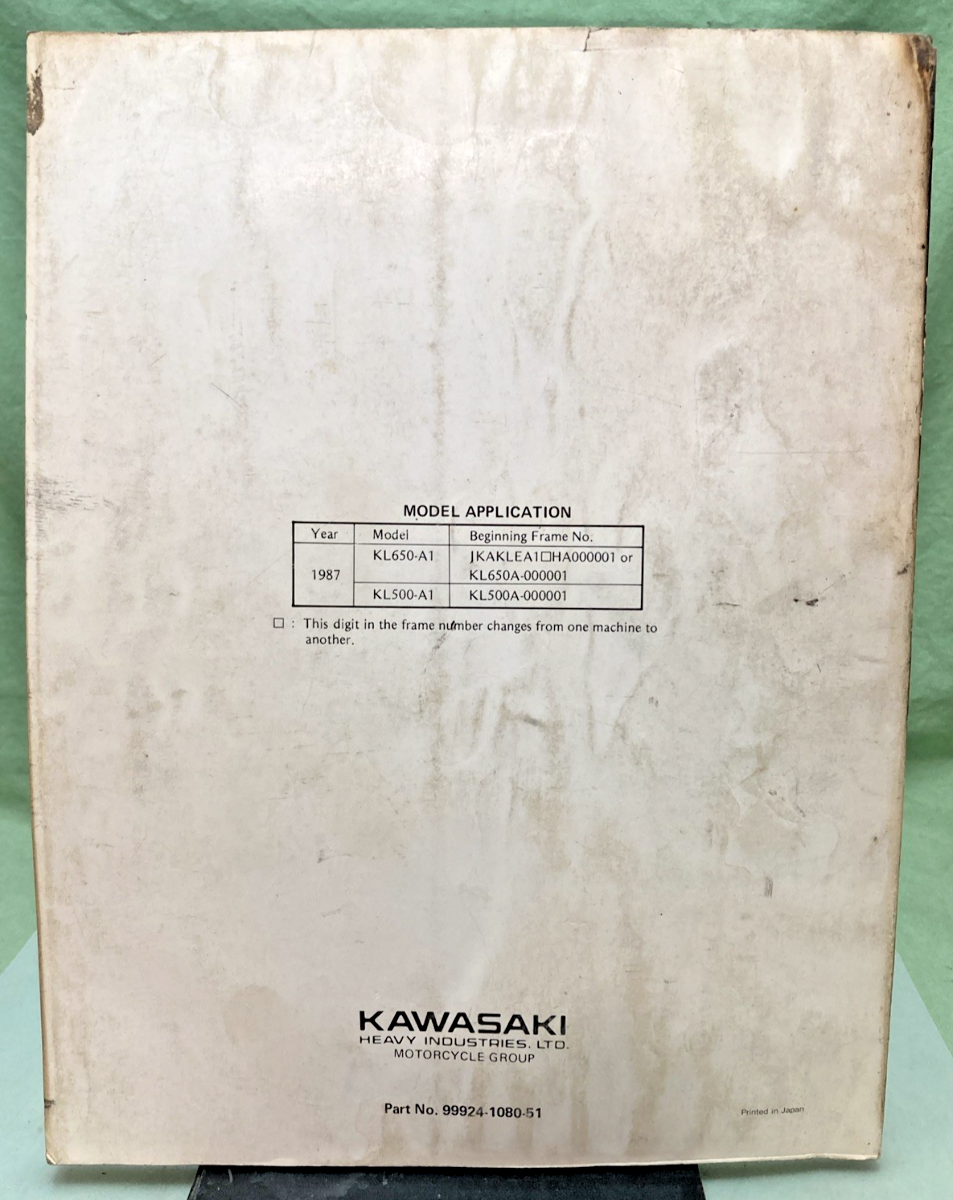 MODEL APPLICATION
Year Model Beginning Frame No.
1987 KL650-A1 JKAKLEA1□HA000001 or
KL650A-000001
KL500-A1 KL500A-000001
□ : This digit in the frame number changes from one machine to
another.
KAWASAKI
HEAVY INDUSTRIES, LTD.
MOTORCYCLE GROUP
Part No. 99924-1080-51
Printed in Japan